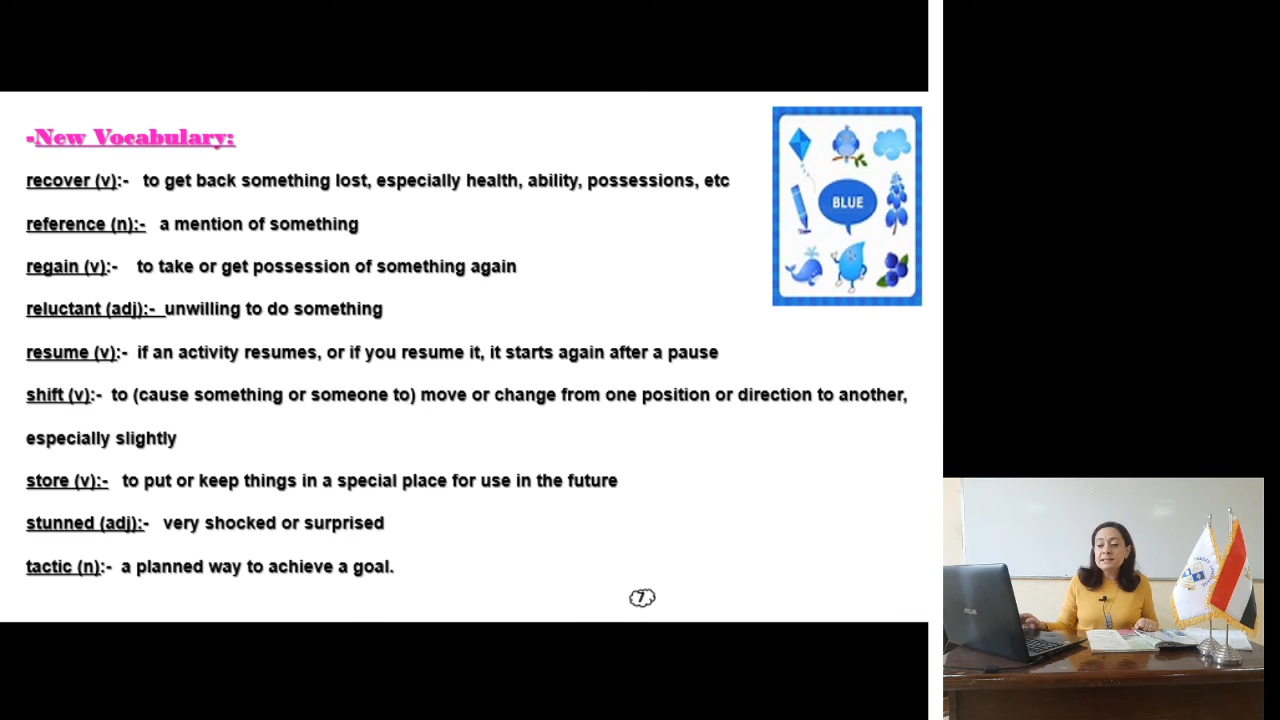 -New Vocabulary:
recover (v):- to get back something lost, especially health, ability, possessions, etc
reference (n):- a mention of something
regain (v):- to take or get possession of something again
reluctant (adj):- unwilling to do something
resume (v):- if an activity resumes, or if you resume it, it starts again after a pause
shift (v):- to (cause something or someone to) move or change from one position or direction to another,
especially slightly
store (v):- to put or keep things in a special place for use in the future
stunned (adj):- very shocked or surprised
tactic (n):- a planned way to achieve a goal.
7
BLUE
ASUS